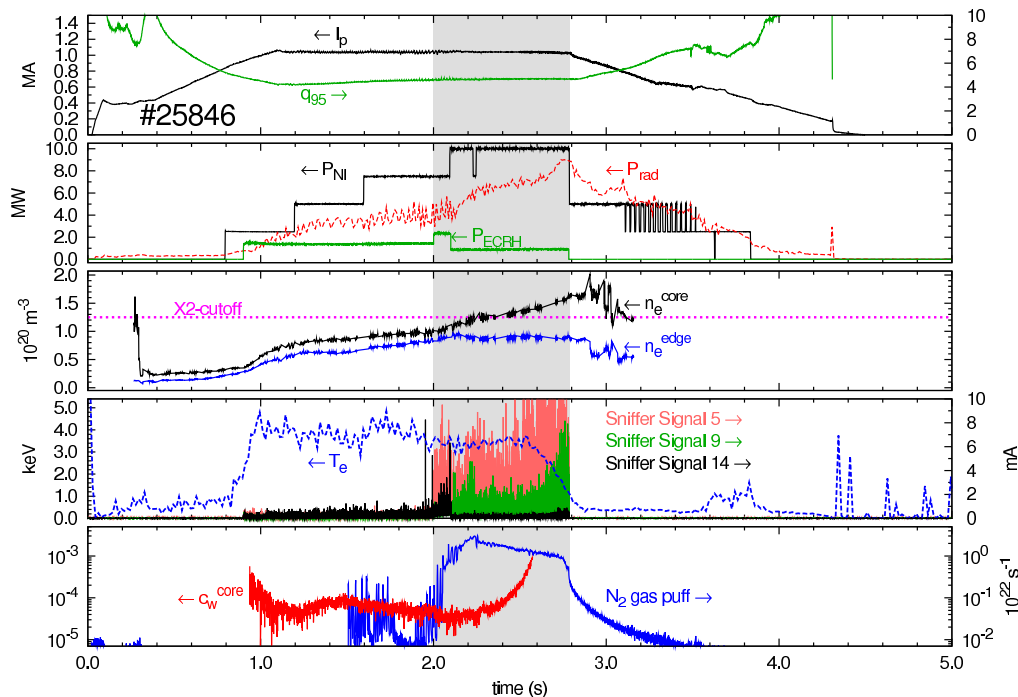 1.4
1.2
1.0
0.8
0.6
0.4
0.2
0.0
MA
← I_p
q_95 →
#25846
10
8
6
4
2
0
10.0
8.0
6.0
4.0
2.0
0.0
MW
← P_NI
← P_rad
← P_ECRH
2.0
1.5
1.0
0.5
0.0
10^20 m^-3
X2-cutoff
← n_e^core
← n_e^edge
5.0
4.0
3.0
2.0
1.0
0.0
keV
← T_e
Sniffer Signal 5 →
Sniffer Signal 9 →
Sniffer Signal 14 →
10
8
6
4
2
0
mA
10^-3
10^-4
10^-5
← c_w^core
N_2 gas puff →
10^0
10^-1
10^-2
10^22 s^-1
0.0 1.0 2.0 3.0 4.0 5.0
time (s)